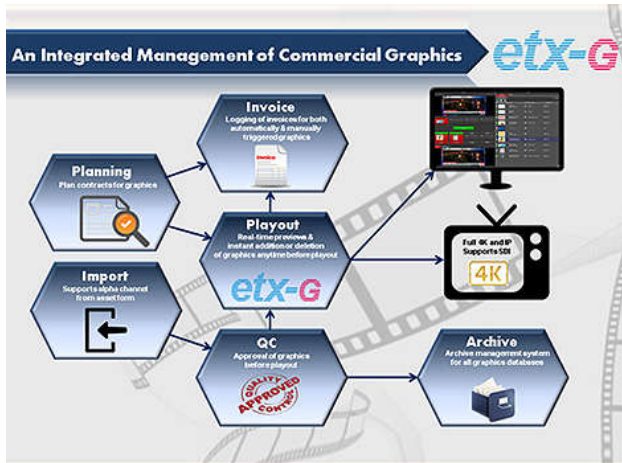 An Integrated Management of Commercial Graphics
etx-G
Invoice
Logging of invoices for both
automatically & manually
triggered graphics
Invoice
Planning
Plan contracts for graphics
Playout
Real-time previews &
instant addition or deletion
of graphics anytime before playout
etx-G
Full 4K and IP
Supports SDI
4K
Import
Supports alpha channel
from asset form
QC
Approval of graphics
before playout
QUALITY
APPROVED
CONTROL
Archive
Archive management system
for all graphics databases